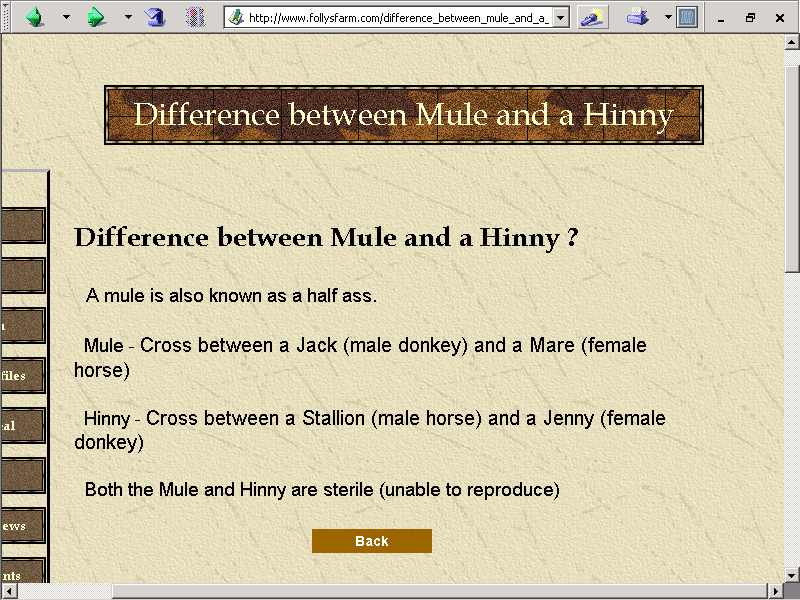 http://www.follysfarm.com/difference_between_mule_and_a_
Difference between Mule and a Hinny
Difference between Mule and a Hinny ?
A mule is also known as a half ass.
Mule - Cross between a Jack (male donkey) and a Mare (female
horse)
files
Hinny - Cross between a Stallion (male horse) and a Jenny (female
donkey)
Both the Mule and Hinny are sterile (unable to reproduce)
ews
Back
nts